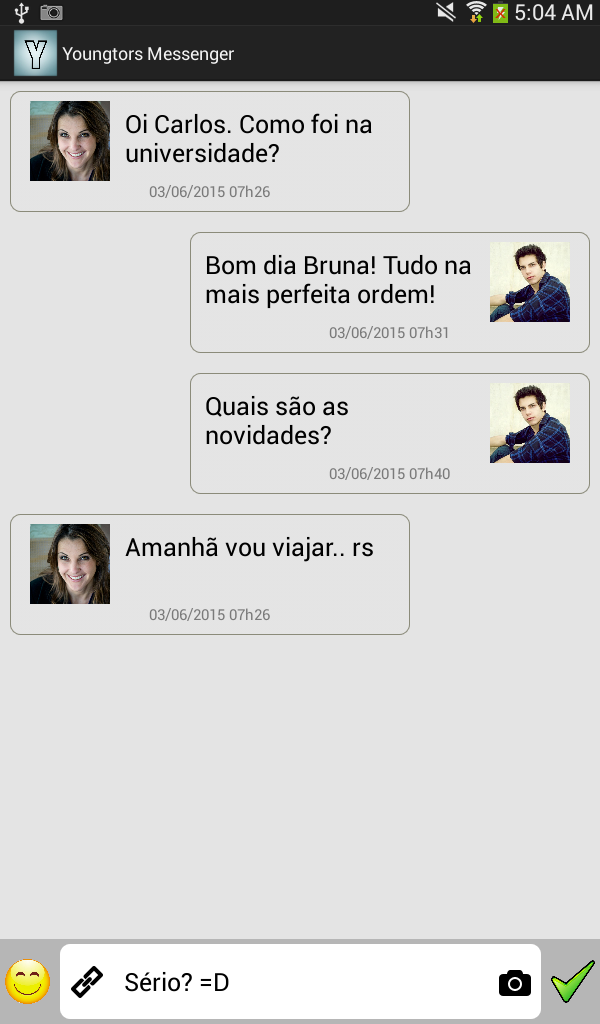 5:04 AM
Y Youngtors Messenger
Oi Carlos. Como foi na
universidade?
03/06/2015 07h26
Bom dia Bruna! Tudo na
mais perfeita ordem!
03/06/2015 07h31
Quais são as
novidades?
03/06/2015 07h40
Amanhã vou viajar.. rs
03/06/2015 07h26
Sério? =D